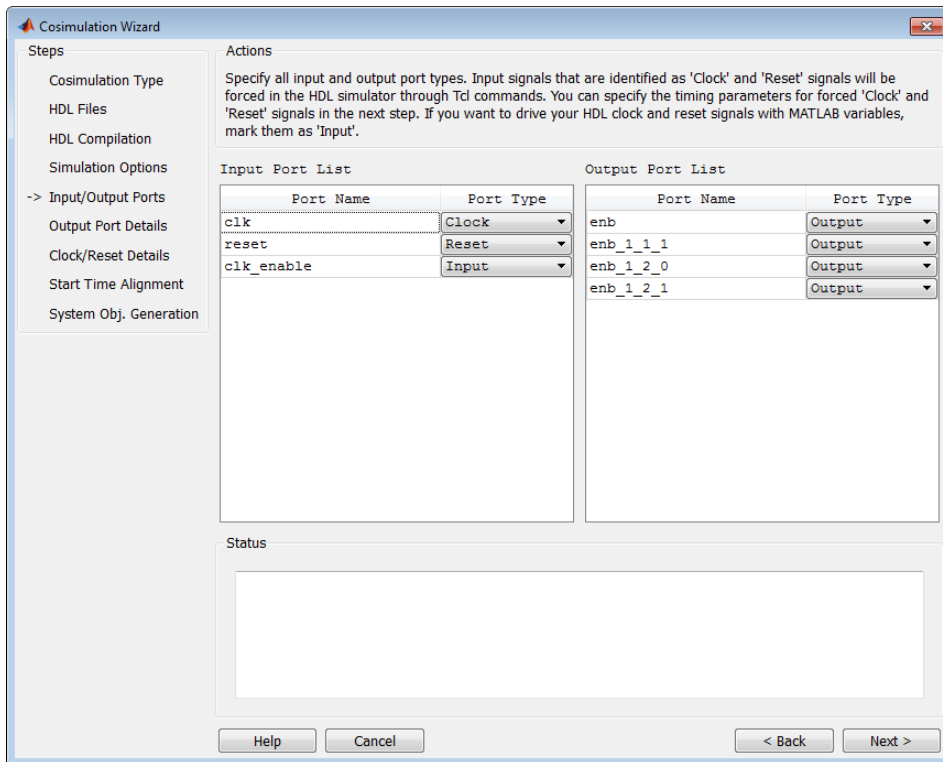 Cosimulation Wizard
Steps
Cosimulation Type
HDL Files
HDL Compilation
Simulation Options
-> Input/Output Ports
Output Port Details
Clock/Reset Details
Start Time Alignment
System Obj. Generation
Actions
Specify all input and output port types. Input signals that are identified as 'Clock' and 'Reset' signals will be
forced in the HDL simulator through Tcl commands. You can specify the timing parameters for forced 'Clock' and
'Reset' signals in the next step. If you want to drive your HDL clock and reset signals with MATLAB variables,
mark them as 'Input'.
Input Port List
Port Name Port Type
clk Clock
reset Reset
clk_enable Input
Output Port List
Port Name Port Type
enb Output
enb_1_1_1 Output
enb_1_2_0 Output
enb_1_2_1 Output
Status
Help Cancel < Back Next >